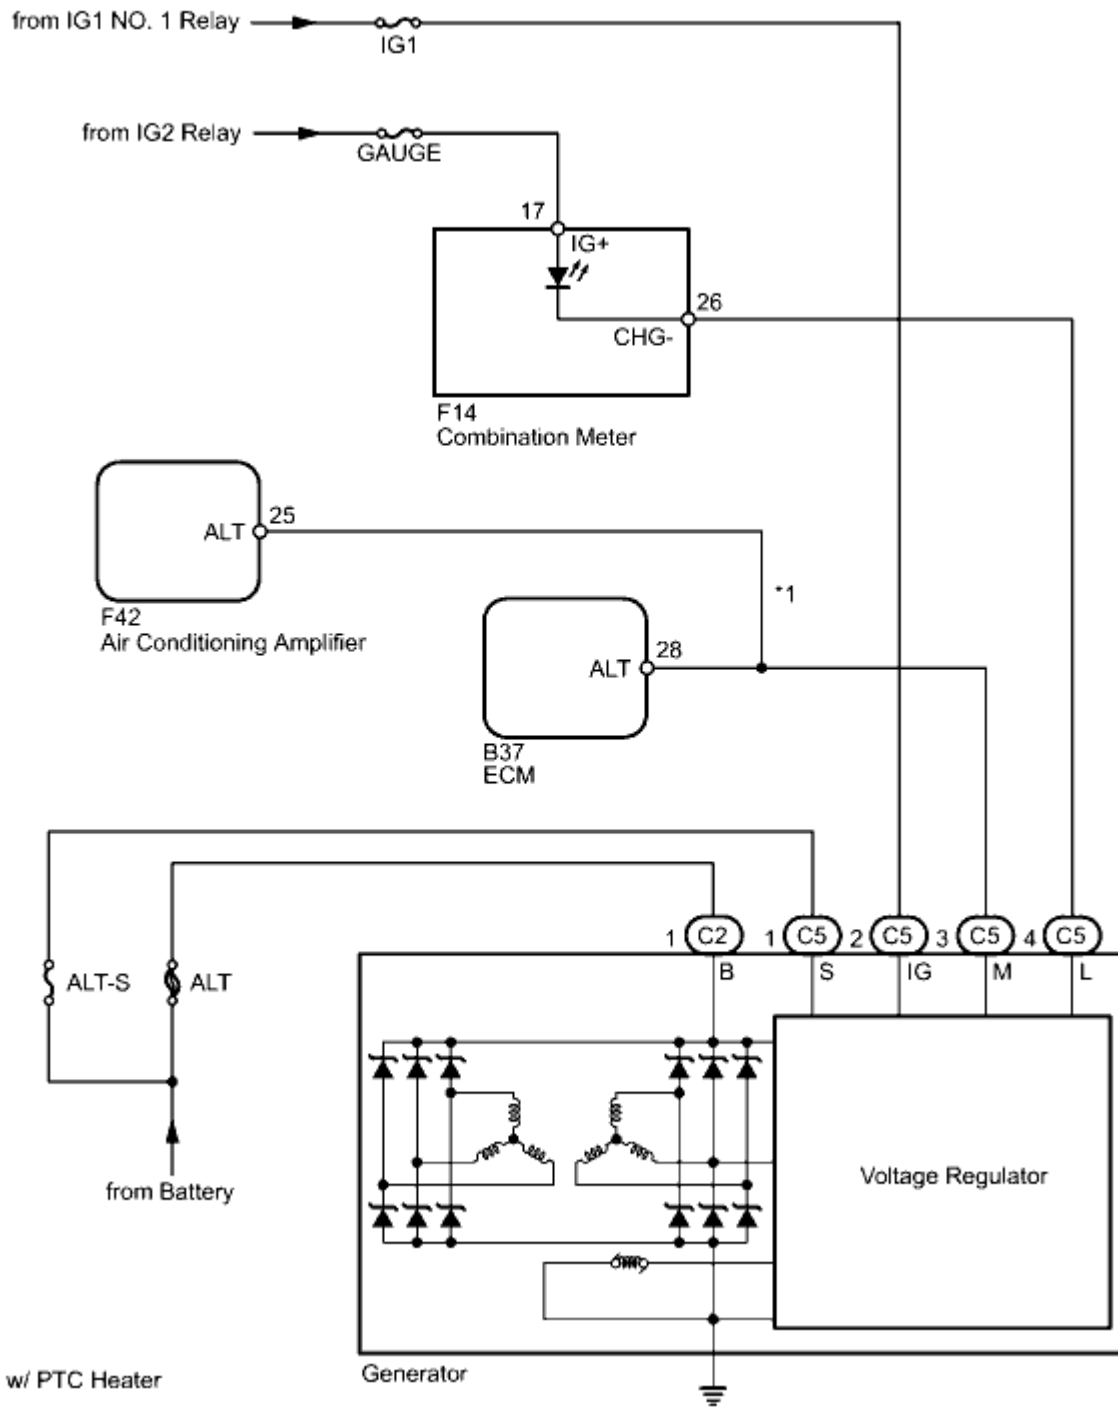 from IG1 NO. 1 Relay
IG1
from IG2 Relay
GAUGE
17
IG+
26
CHG-
F14
Combination Meter
ALT
25
F42
Air Conditioning Amplifier
*1
ALT
28
B37
ECM
1
C2
1
C5
2
C5
3
C5
4
C5
B
S
IG
M
L
ALT-S
ALT
from Battery
Voltage Regulator
Generator
w/ PTC Heater